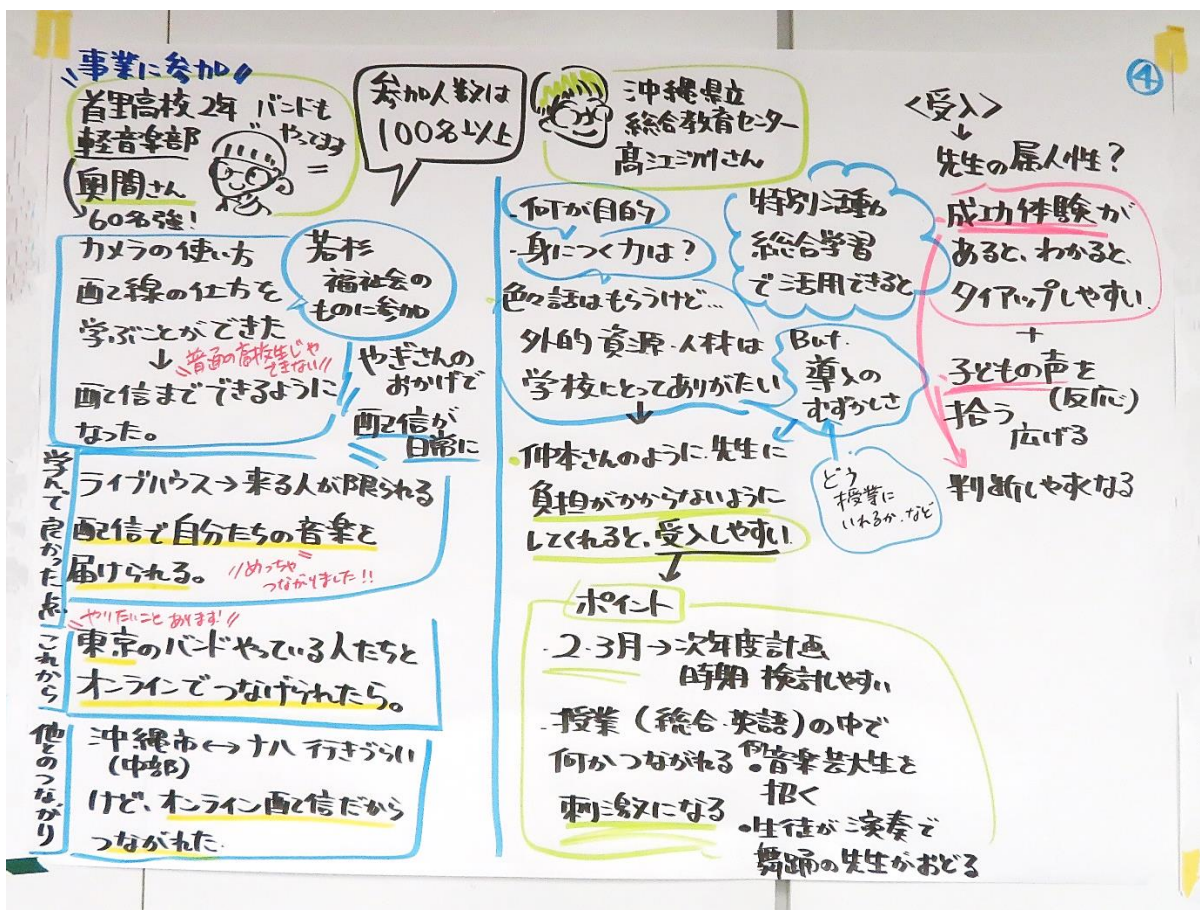 事業に参加
首里高校2年 バンドも
やってます
軽音楽部
奥間さん
60名強!
参加人数は
100名以上
カメラの使い方
配線の仕方を
学ぶことができた
↓
普通の高校生じゃ
できない
配信までできるように
なった。
若杉
福祉会の
ものに参加
やぎさんの
おかげで
配信が
日常に
学んで良かった点
ライブハウス→来る人が限られる
配信で自分たちの音楽を
届けられる。
めっちゃ
つながりました!!
これから
やりたいことあります!
東京のバンドやっている人たちと
オンラインでつなげられたら。
他とのつながり
沖縄市↔ナハ 行きづらい
(中部)
けど、オンライン配信だから
つながれた
沖縄県立
総合教育センター
髙江洲さん
・何が目的
・身につく力は?
特別活動
総合学習
で活用できると
色々話はもらうけど…
外的資源・人材は
学校にとってありがたい
But
導入の
むずかしさ
どう
授業に
いれるか、など
↓
・仲本さんのように、先生に
負担がかからないように
してくれると、受入しやすい
ポイント
・2・3月→次年度計画
時期 検討しやすい
・授業(総合・英語)の中で
何かつながれる
刺激になる
例
・音楽芸大生を
招く
・生徒が演奏で
舞踊の先生がおどる
④
<受入>
↓
先生の属人性?
成功体験が
あると、わかると、
タイアップしやすい
+
子どもの声を
(反応)
拾う
広げる
判断しやすくなる